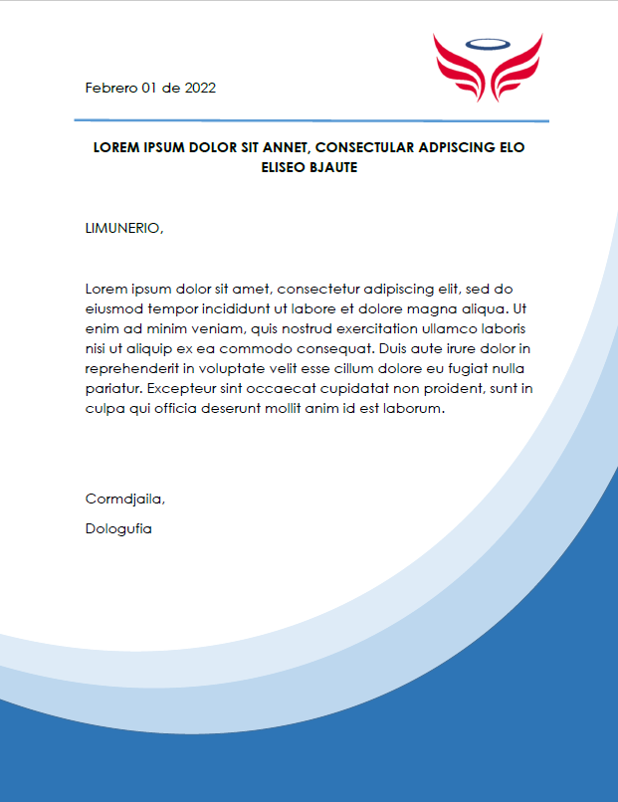 Febrero 01 de 2022
LOREM IPSUM DOLOR SIT ANNET, CONSECTULAR ADPISCING ELO
ELISEO BJAUTE
LIMUNERIO,
Lorem ipsum dolor sit amet, consectetur adipiscing elit, sed do
eiusmod tempor incididunt ut labore et dolore magna aliqua. Ut
enim ad minim veniam, quis nostrud exercitation ullamco laboris
nisi ut aliquip ex ea commodo consequat. Duis aute irure dolor in
reprehenderit in voluptate velit esse cillum dolore eu fugiat nulla
pariatur. Excepteur sint occaecat cupidatat non proident, sunt in
culpa qui officia deserunt mollit anim id est laborum.
Cormdjaila,
Dologufia